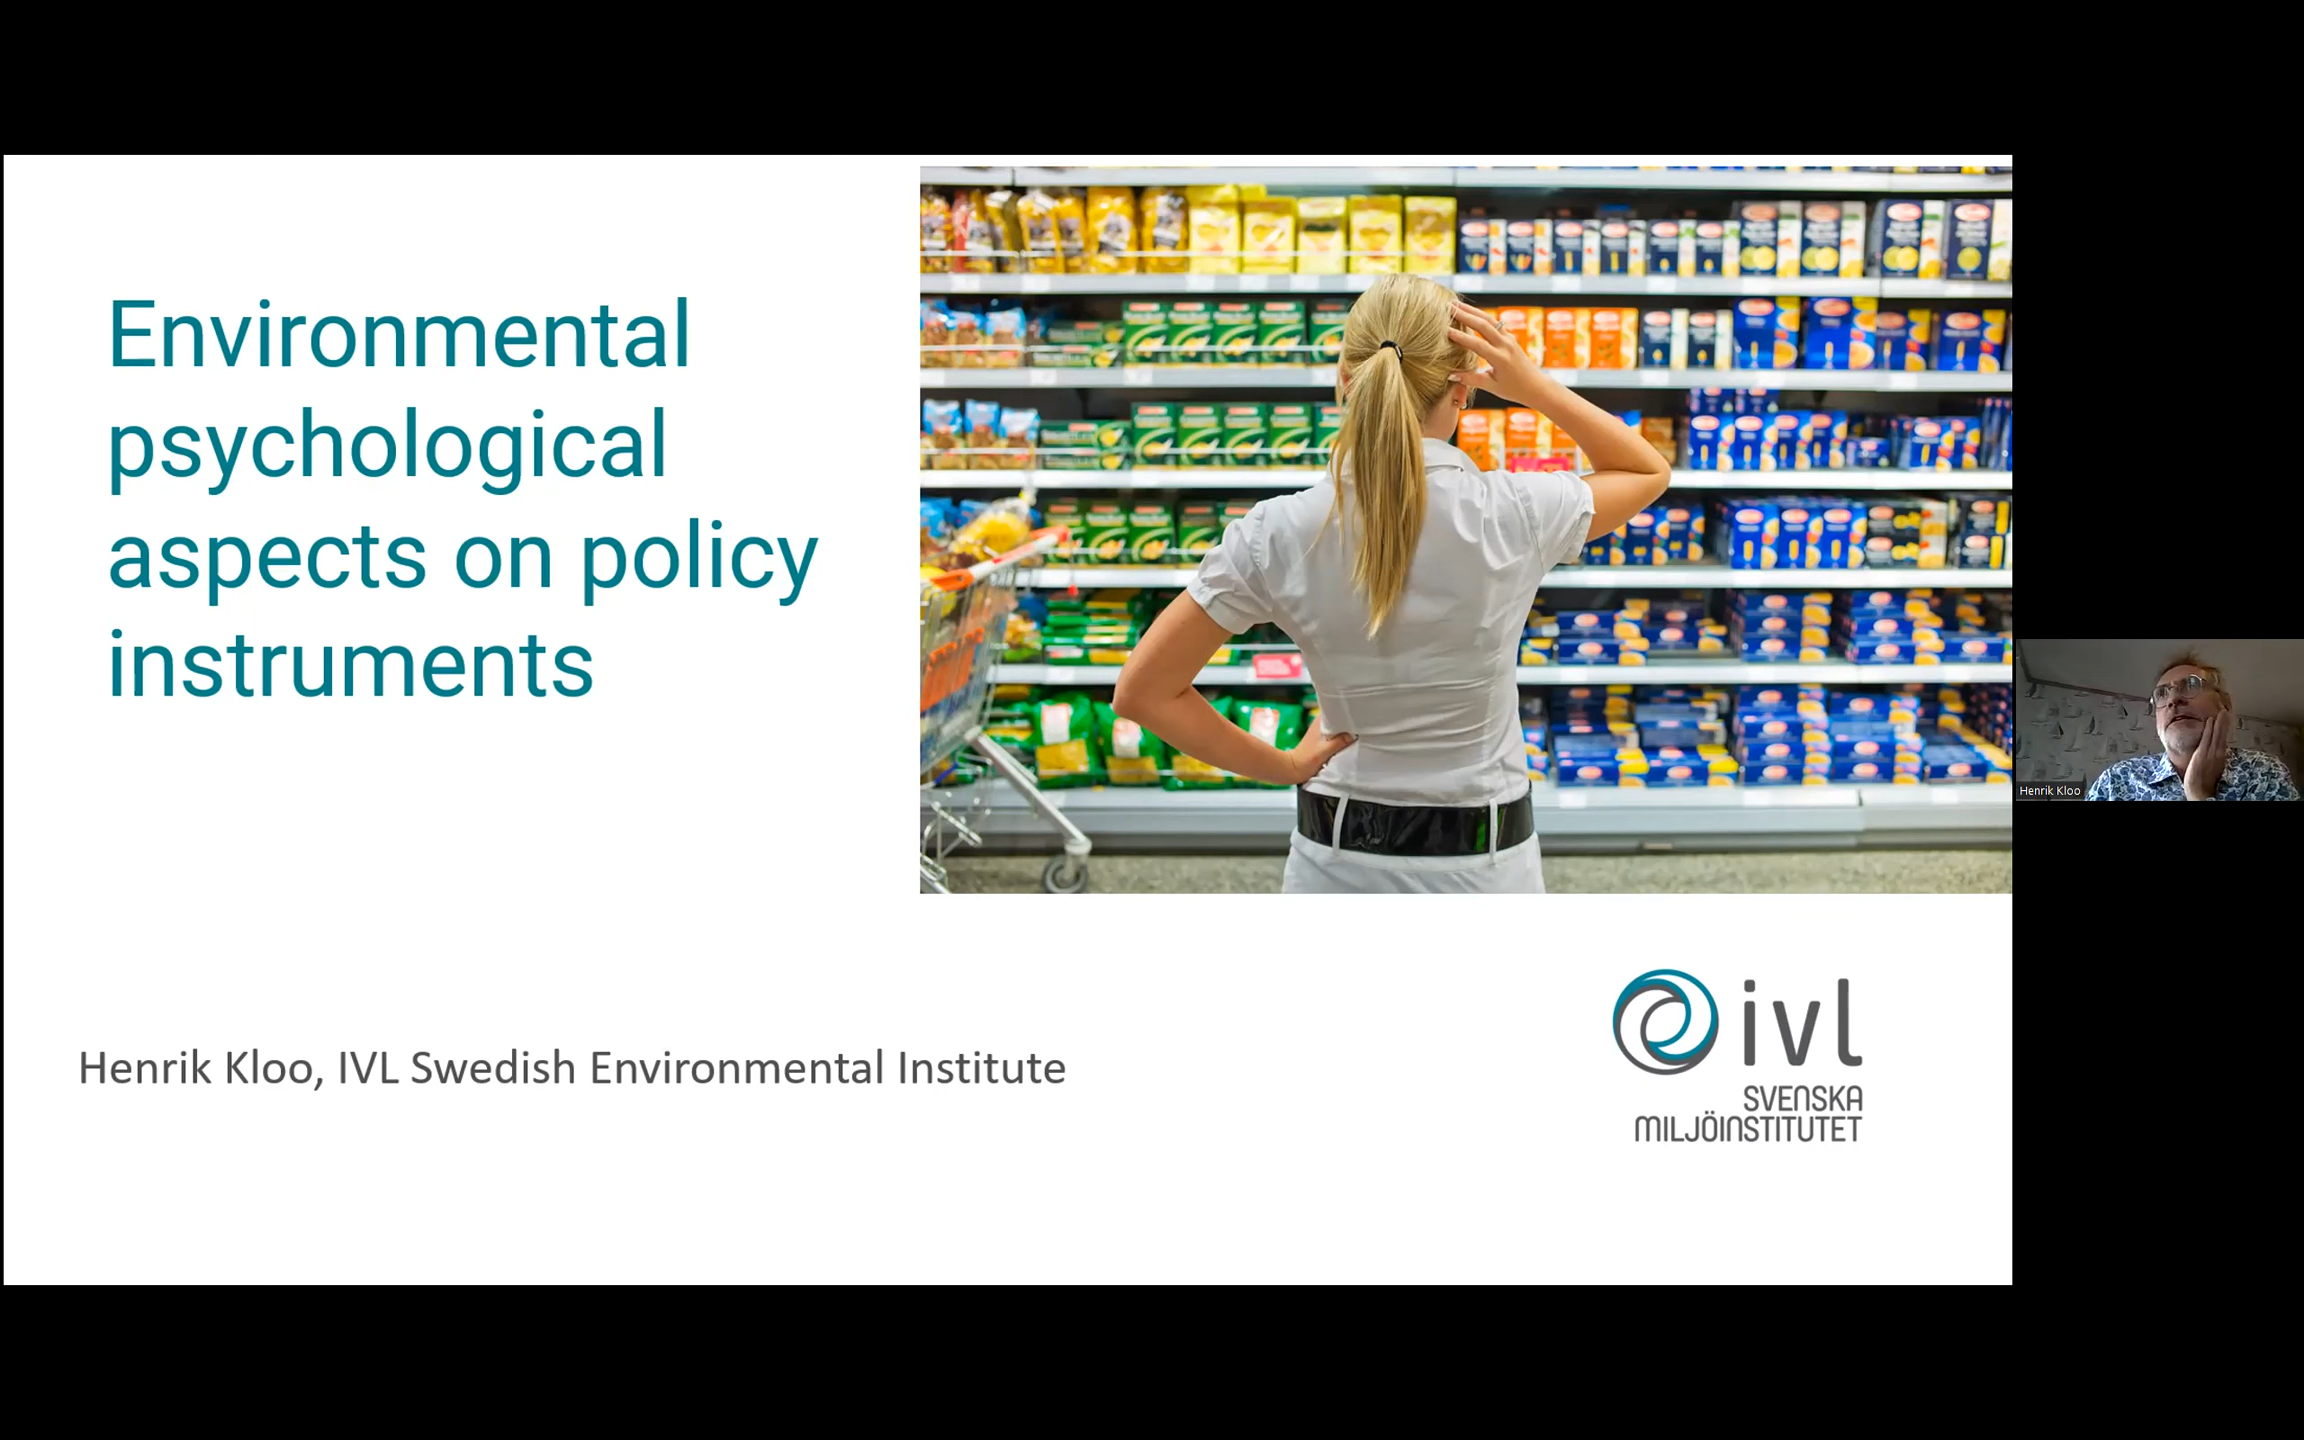 Environmental
psychological
aspects on policy
instruments
Henrik Kloo, IVL Swedish Environmental Institute
ivl
SVENSKA
MILJÖINSTITUTET
Henrik Kloo